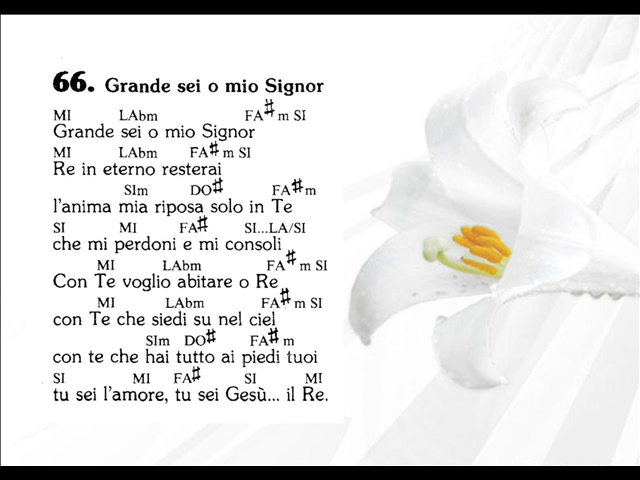 66. Grande sei o mio Signor
MI LAbm FA♯m SI
Grande sei o mio Signor
MI LAbm FA♯m SI
Re in eterno resterai
SIm DO♯ FA♯m
l'anima mia riposa solo in Te
SI MI FA♯ SI...LA/SI
che mi perdoni e mi consoli
MI LAbm FA♯m SI
Con Te voglio abitare o Re
MI LAbm FA♯m SI
con Te che siedi su nel ciel
SIm DO♯ FA♯m
con te che hai tutto ai piedi tuoi
SI MI FA♯ SI MI
tu sei l'amore, tu sei Gesù... il Re.